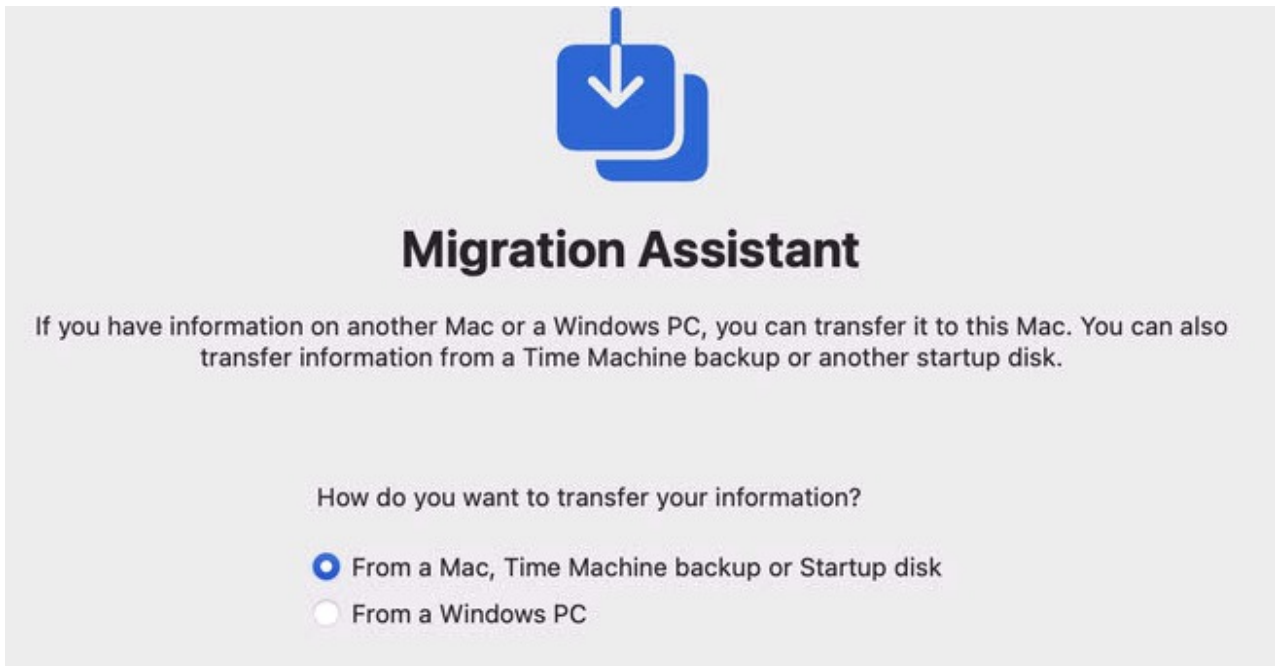 Migration Assistant
If you have information on another Mac or a Windows PC, you can transfer it to this Mac. You can also
transfer information from a Time Machine backup or another startup disk.
How do you want to transfer your information?
From a Mac, Time Machine backup or Startup disk
From a Windows PC